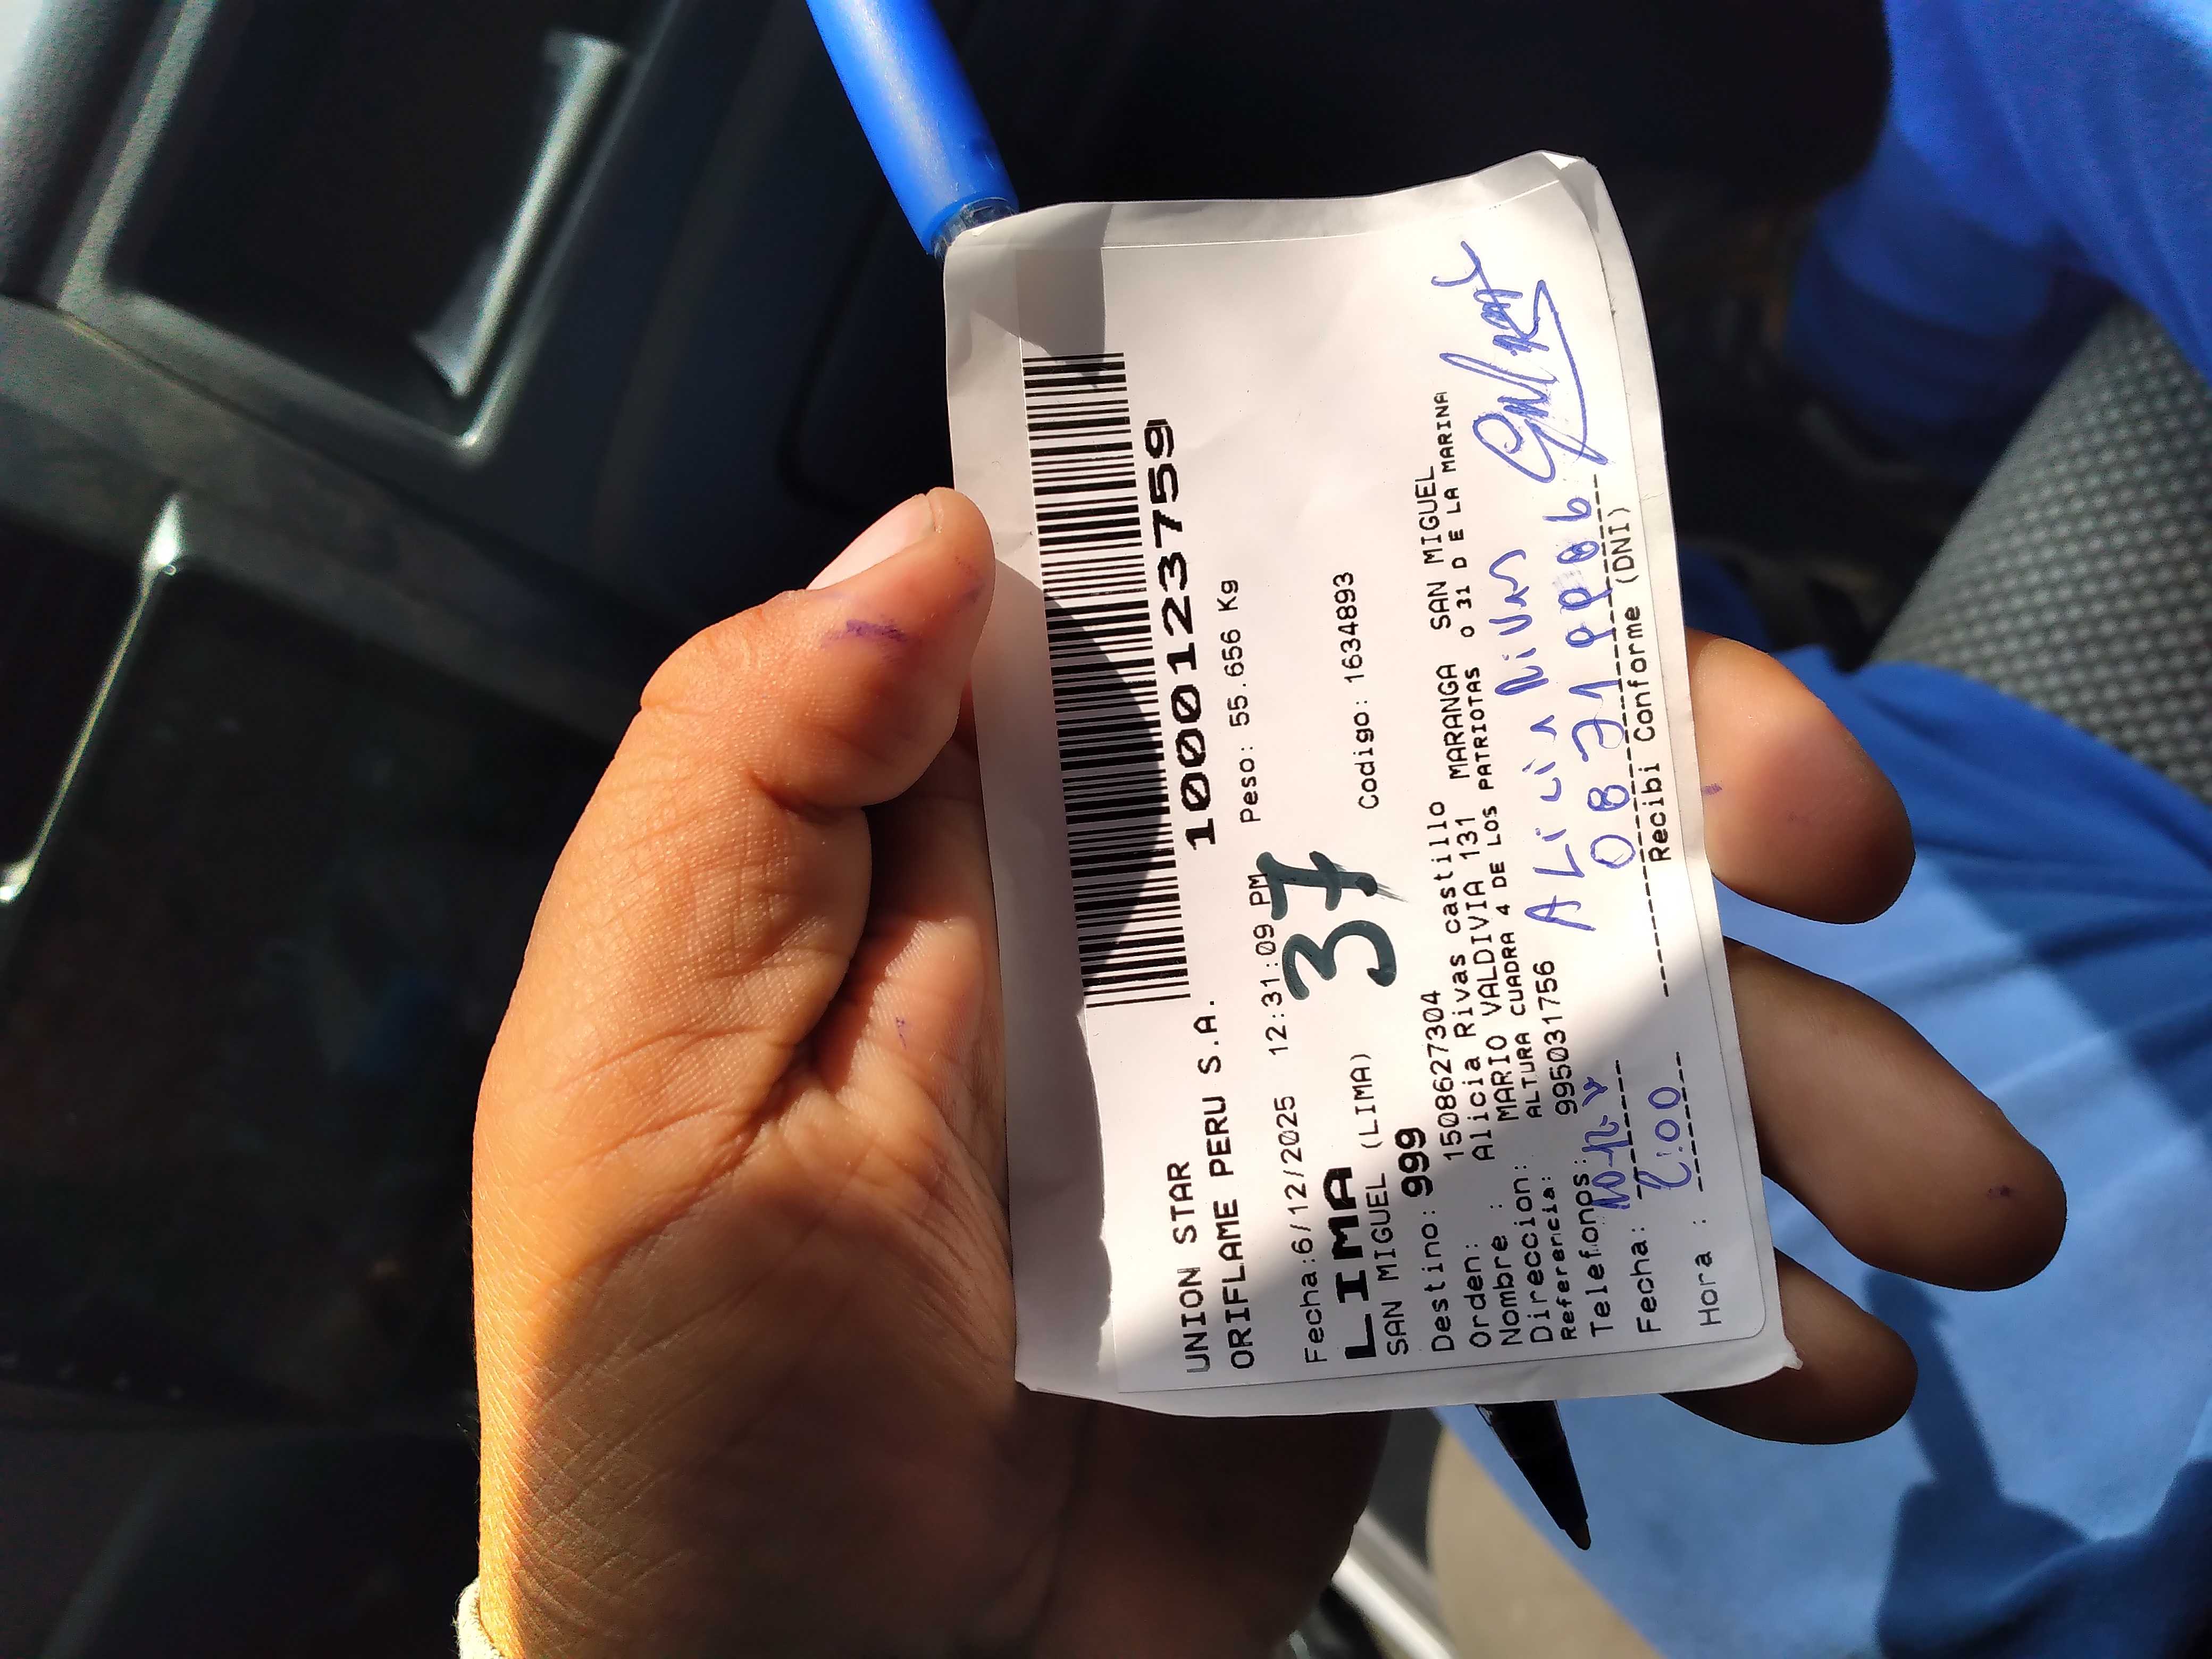 UNION STAR
ORIFLAME PERU S.A. 1000123759
Fecha:6/12/2025 12:31:09 PM Peso: 55.656 Kg
LIMA 37
SAN MIGUEL (LIMA) Codigo: 1634893
Destino: 999
Orden: 1508627304
Nombre : Alicia Rivas castillo
Direccion: MARIO VALDIVIA 131 MARANGA SAN MIGUEL
Referencia: ALTURA CUADRA 4 DE LOS PATRIOTAS o 31 D E LA MARINA
Telefonos: 995031756
ALiCiA RiVAS
Fecha:
Hora :
Recibi Conforme (DNI)